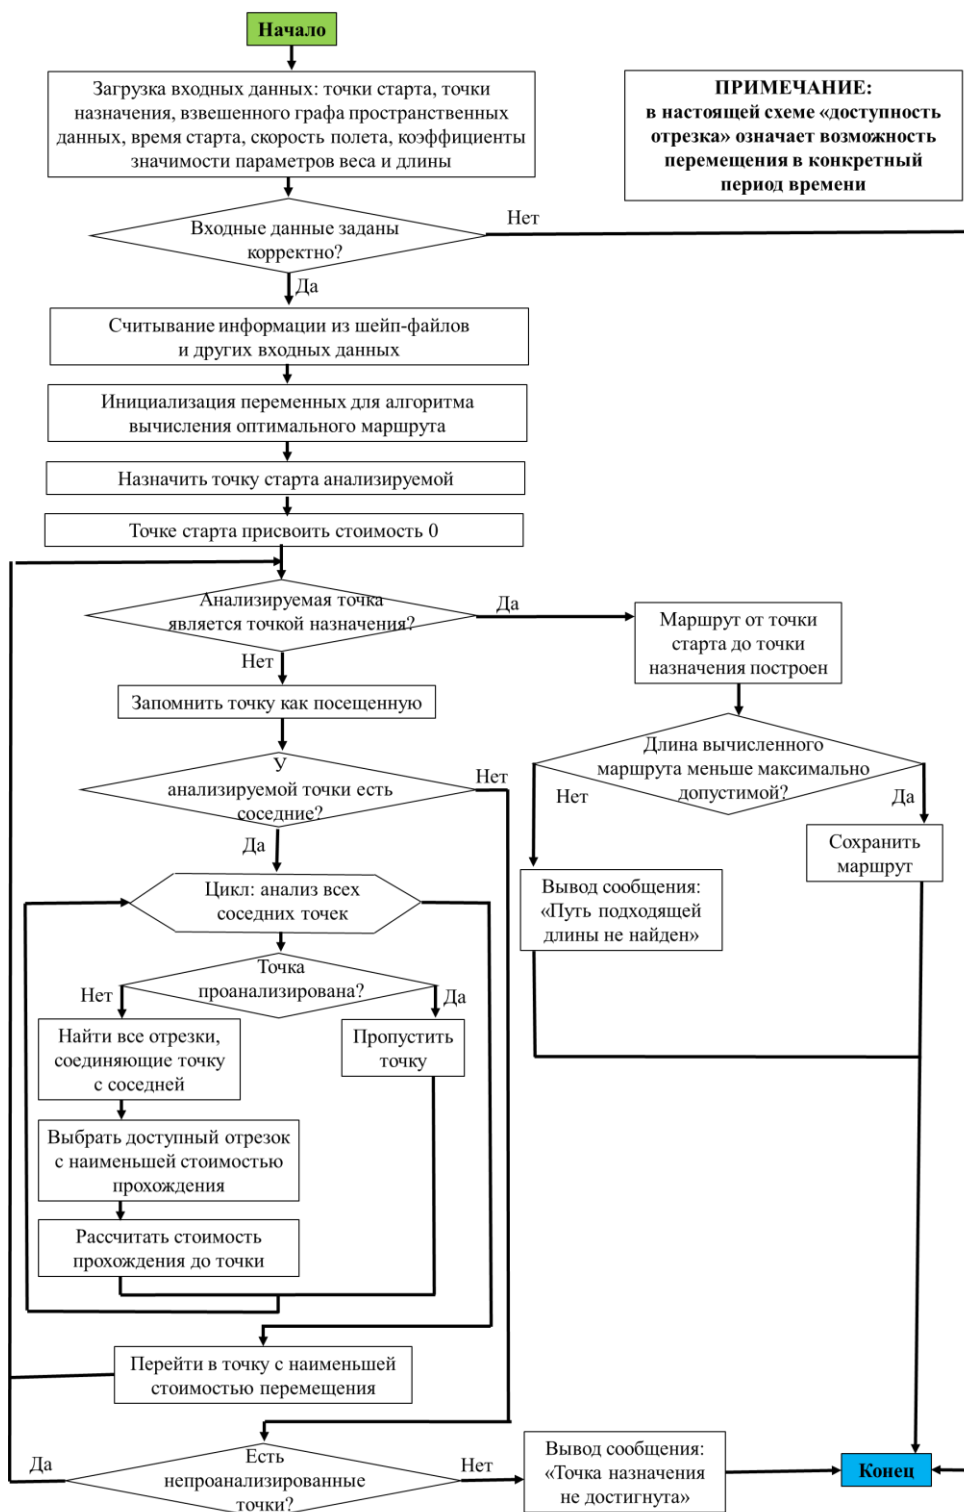 Начало
Загрузка входных данных: точки старта, точки
назначения, взвешенного графа пространственных
данных, время старта, скорость полета, коэффициенты
значимости параметров веса и длины
ПРИМЕЧАНИЕ:
в настоящей схеме «доступность
отрезка» означает возможность
перемещения в конкретный
период времени
Входные данные заданы
корректно?
Нет
Да
Считывание информации из шейп-файлов
и других входных данных
Инициализация переменных для алгоритма
вычисления оптимального маршрута
Назначить точку старта анализируемой
Точке старта присвоить стоимость 0
Анализируемая точка
является точкой назначения?
Да
Нет
Маршрут от точки
старта до точки
назначения построен
Запомнить точку как посещенную
Длина вычисленного
маршрута меньше максимально
допустимой?
Нет
Да
У
анализируемой точки есть
соседние?
Нет
Да
Сохранить
маршрут
Вывод сообщения:
«Путь подходящей
длины не найден»
Цикл: анализ всех
соседних точек
Точка
проанализирована?
Нет
Да
Найти все отрезки,
соединяющие точку
с соседней
Пропустить
точку
Выбрать доступный отрезок
с наименьшей стоимостью
прохождения
Рассчитать стоимость
прохождения до точки
Перейти в точку с наименьшей
стоимостью перемещения
Есть
непроанализированные
точки?
Да
Нет
Вывод сообщения:
«Точка назначения
не достигнута»
Конец